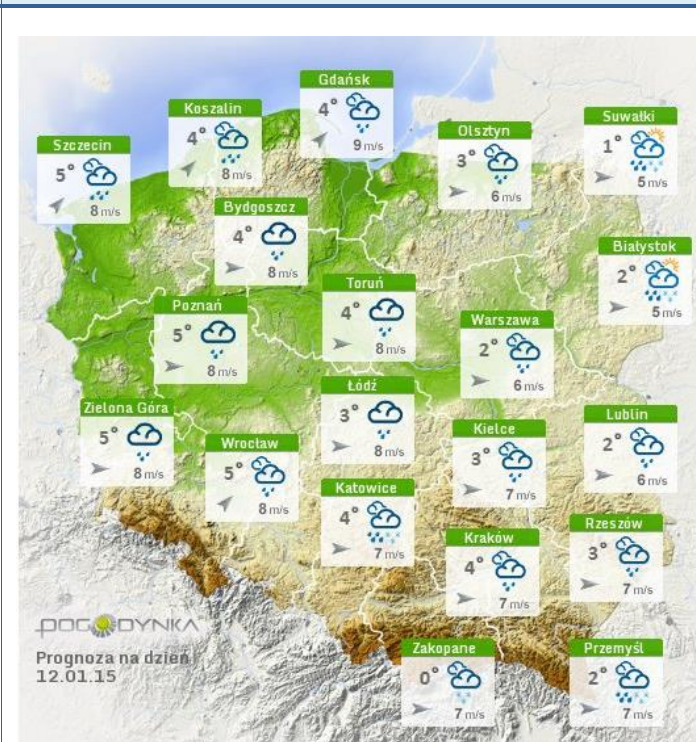 Gdańsk
4°
9 m/s
Koszalin
4°
8 m/s
Suwałki
1°
5 m/s
Olsztyn
3°
6 m/s
Szczecin
5°
8 m/s
Bydgoszcz
4°
8 m/s
Białystok
2°
5 m/s
Toruń
4°
8 m/s
Poznań
5°
8 m/s
Warszawa
2°
6 m/s
Łódź
3°
8 m/s
Zielona Góra
5°
8 m/s
Lublin
2°
6 m/s
Kielce
3°
7 m/s
Wrocław
5°
8 m/s
Katowice
4°
7 m/s
Rzeszów
3°
7 m/s
Kraków
4°
7 m/s
POGODYNKA
Prognoza na dzień
12.01.15
Zakopane
0°
7 m/s
Przemyśl
2°
7 m/s